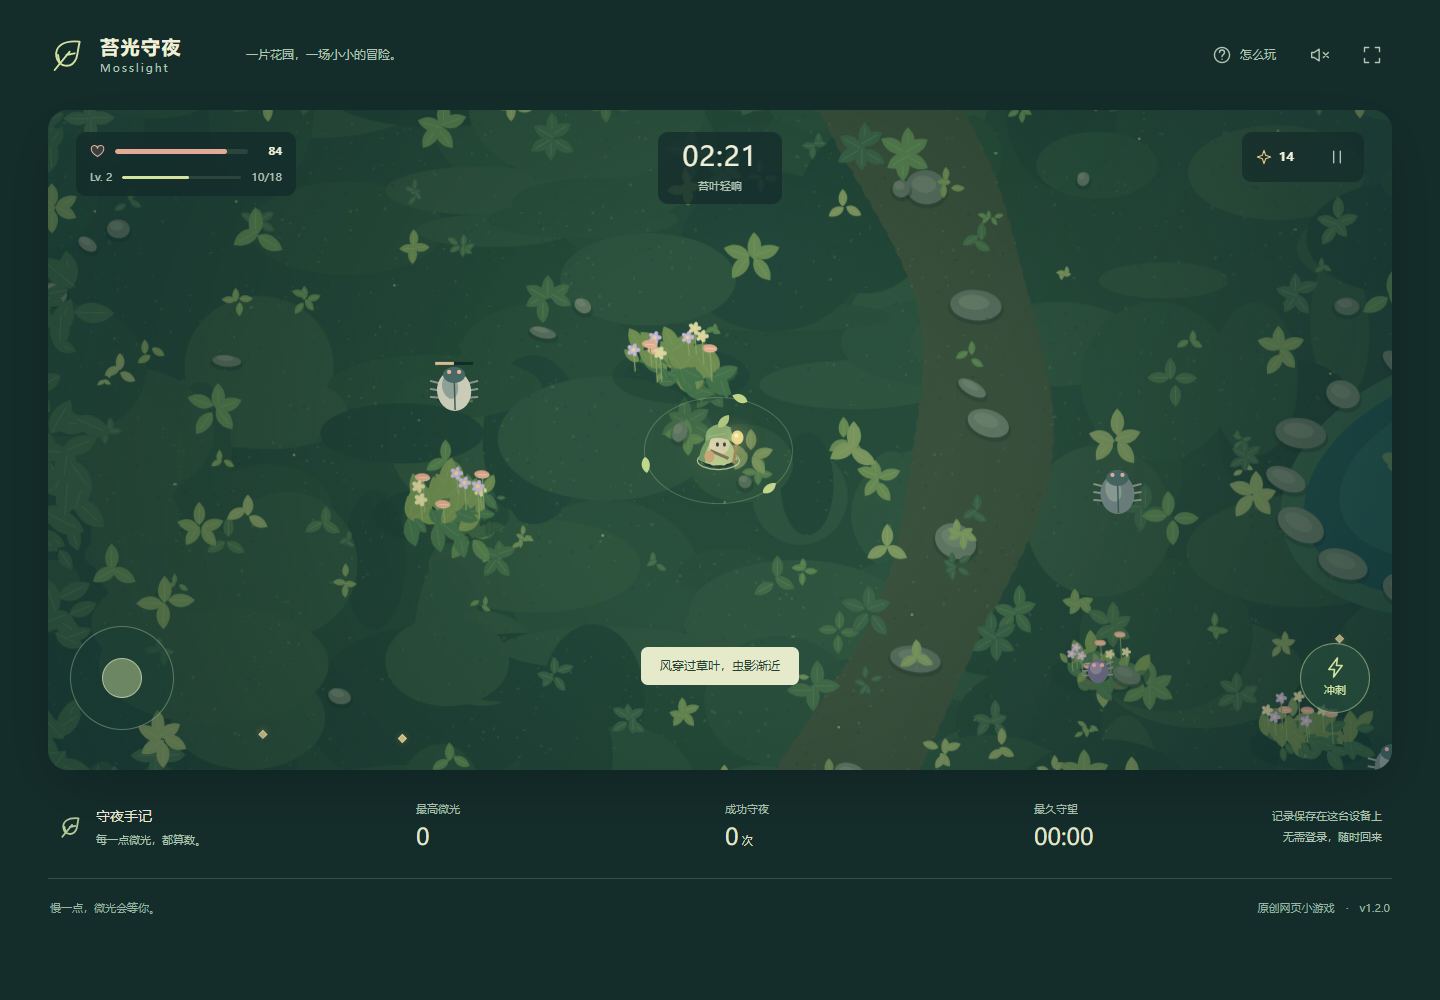 苔光守夜
Mosslight
一片花园，一场小小的冒险。
怎么玩
84
Lv. 2
10/18
02:21
苔叶轻响
14
风穿过草叶，虫影渐近
冲刺
守夜手记
每一点微光，都算数。
最高微光
0
成功守夜
0 次
最久守望
00:00
记录保存在这台设备上
无需登录，随时回来
慢一点，微光会等你。
原创网页小游戏 · v1.2.0